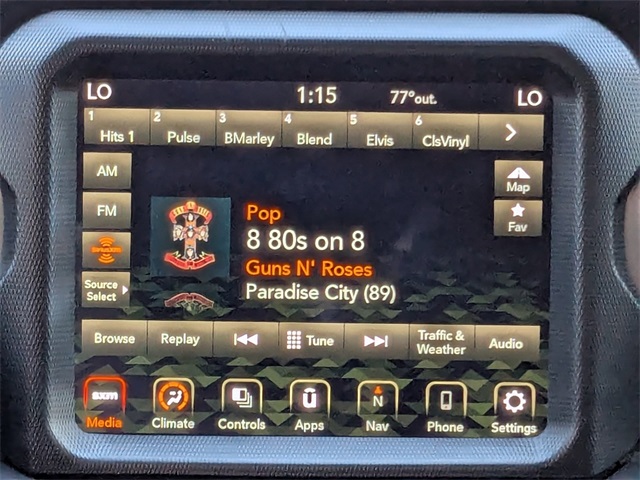 LO 1:15 77°out. LO
1 Hits 1 2 Pulse 3 BMarley 4 Blend 5 Elvis 6 ClsVinyl
AM
Map
FM
Fav
Pop
8 80s on 8
Guns N' Roses
Paradise City (89)
Source
Select
Browse Replay Tune Traffic & Weather Audio
sxm
N
Media Climate Controls Apps Nav Phone Settings